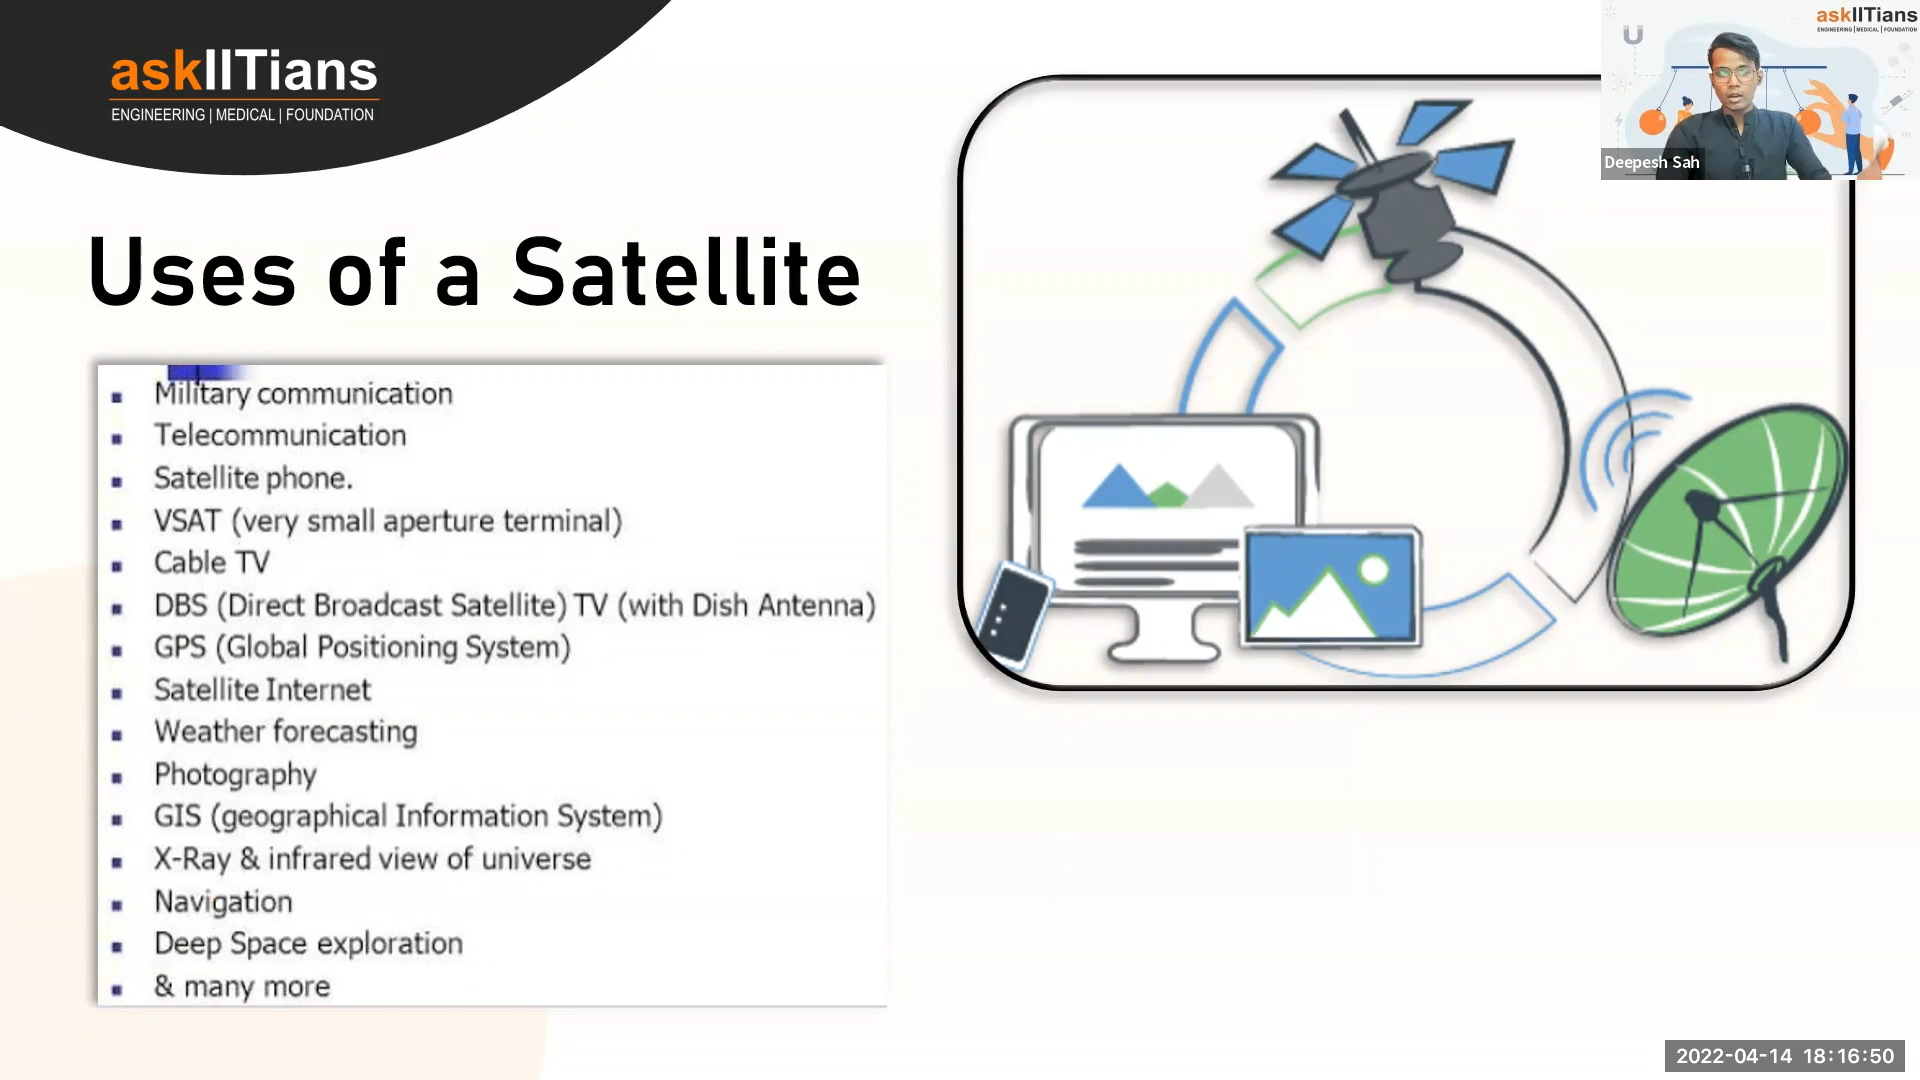 askIITians
ENGINEERING | MEDICAL | FOUNDATION
askIITians
ENGINEERING | MEDICAL | FOUNDATION
U
Deepesh Sah
Uses of a Satellite
Military communication
Telecommunication
Satellite phone.
VSAT (very small aperture terminal)
Cable TV
DBS (Direct Broadcast Satellite) TV (with Dish Antenna)
GPS (Global Positioning System)
Satellite Internet
Weather forecasting
Photography
GIS (geographical Information System)
X-Ray & infrared view of universe
Navigation
Deep Space exploration
& many more
2022-04-14 18:16:50